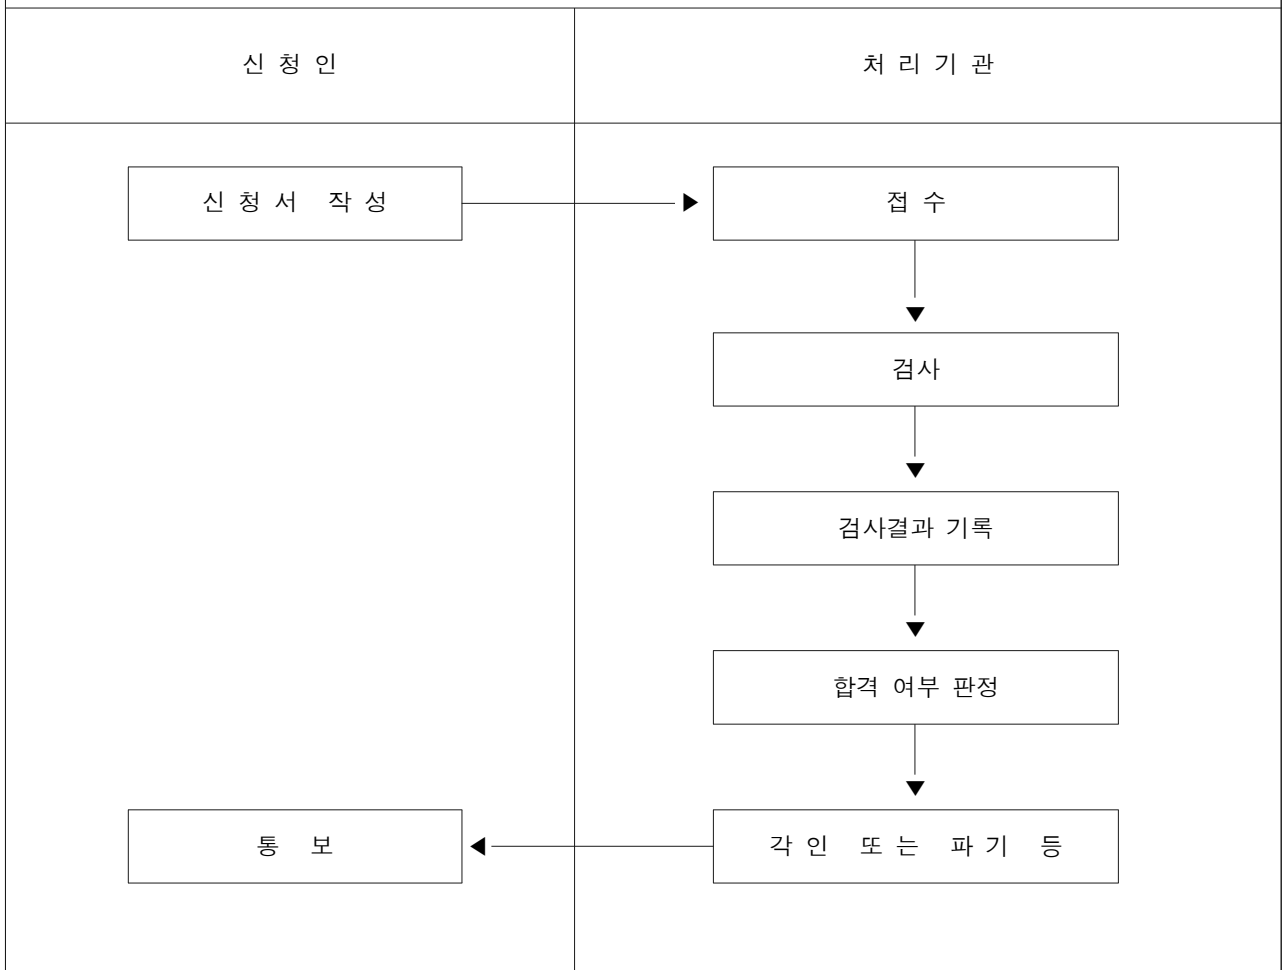 신 청 인
처 리 기 관
신 청 서 작 성
접 수
검사
검사결과 기록
합격 여부 판정
통 보
각 인 또 는 파 기 등